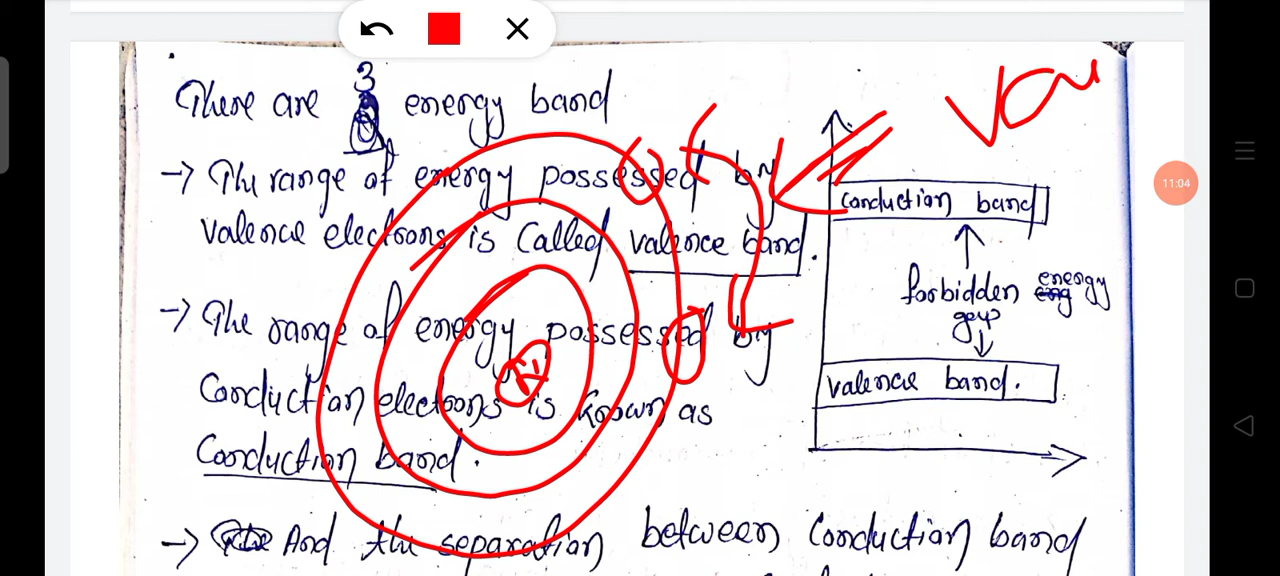 There are 3 energy band
→ The range of energy possessed by
valence electrons is called valence band.
→ The range of energy possessed by
Conduction electrons is known as
Conduction band.
→ And the separation between conduction band
conduction band
forbidden energy
gap
valence band.
N
11:04